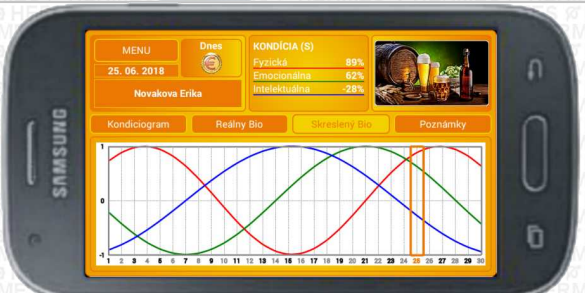 SAMSUNG
MENU
Dnes
25. 06. 2018
Novakova Erika
KONDÍCIA (S)
Fyzická 89%
Emocionálna 62%
Intelektuálna -28%
Kondiciogram Reálny Bio Skreslený Bio Poznámky
1
0
-1
1 2 3 4 5 6 7 8 9 10 11 12 13 14 15 16 17 18 19 20 21 22 23 24 25 26 27 28 29 30